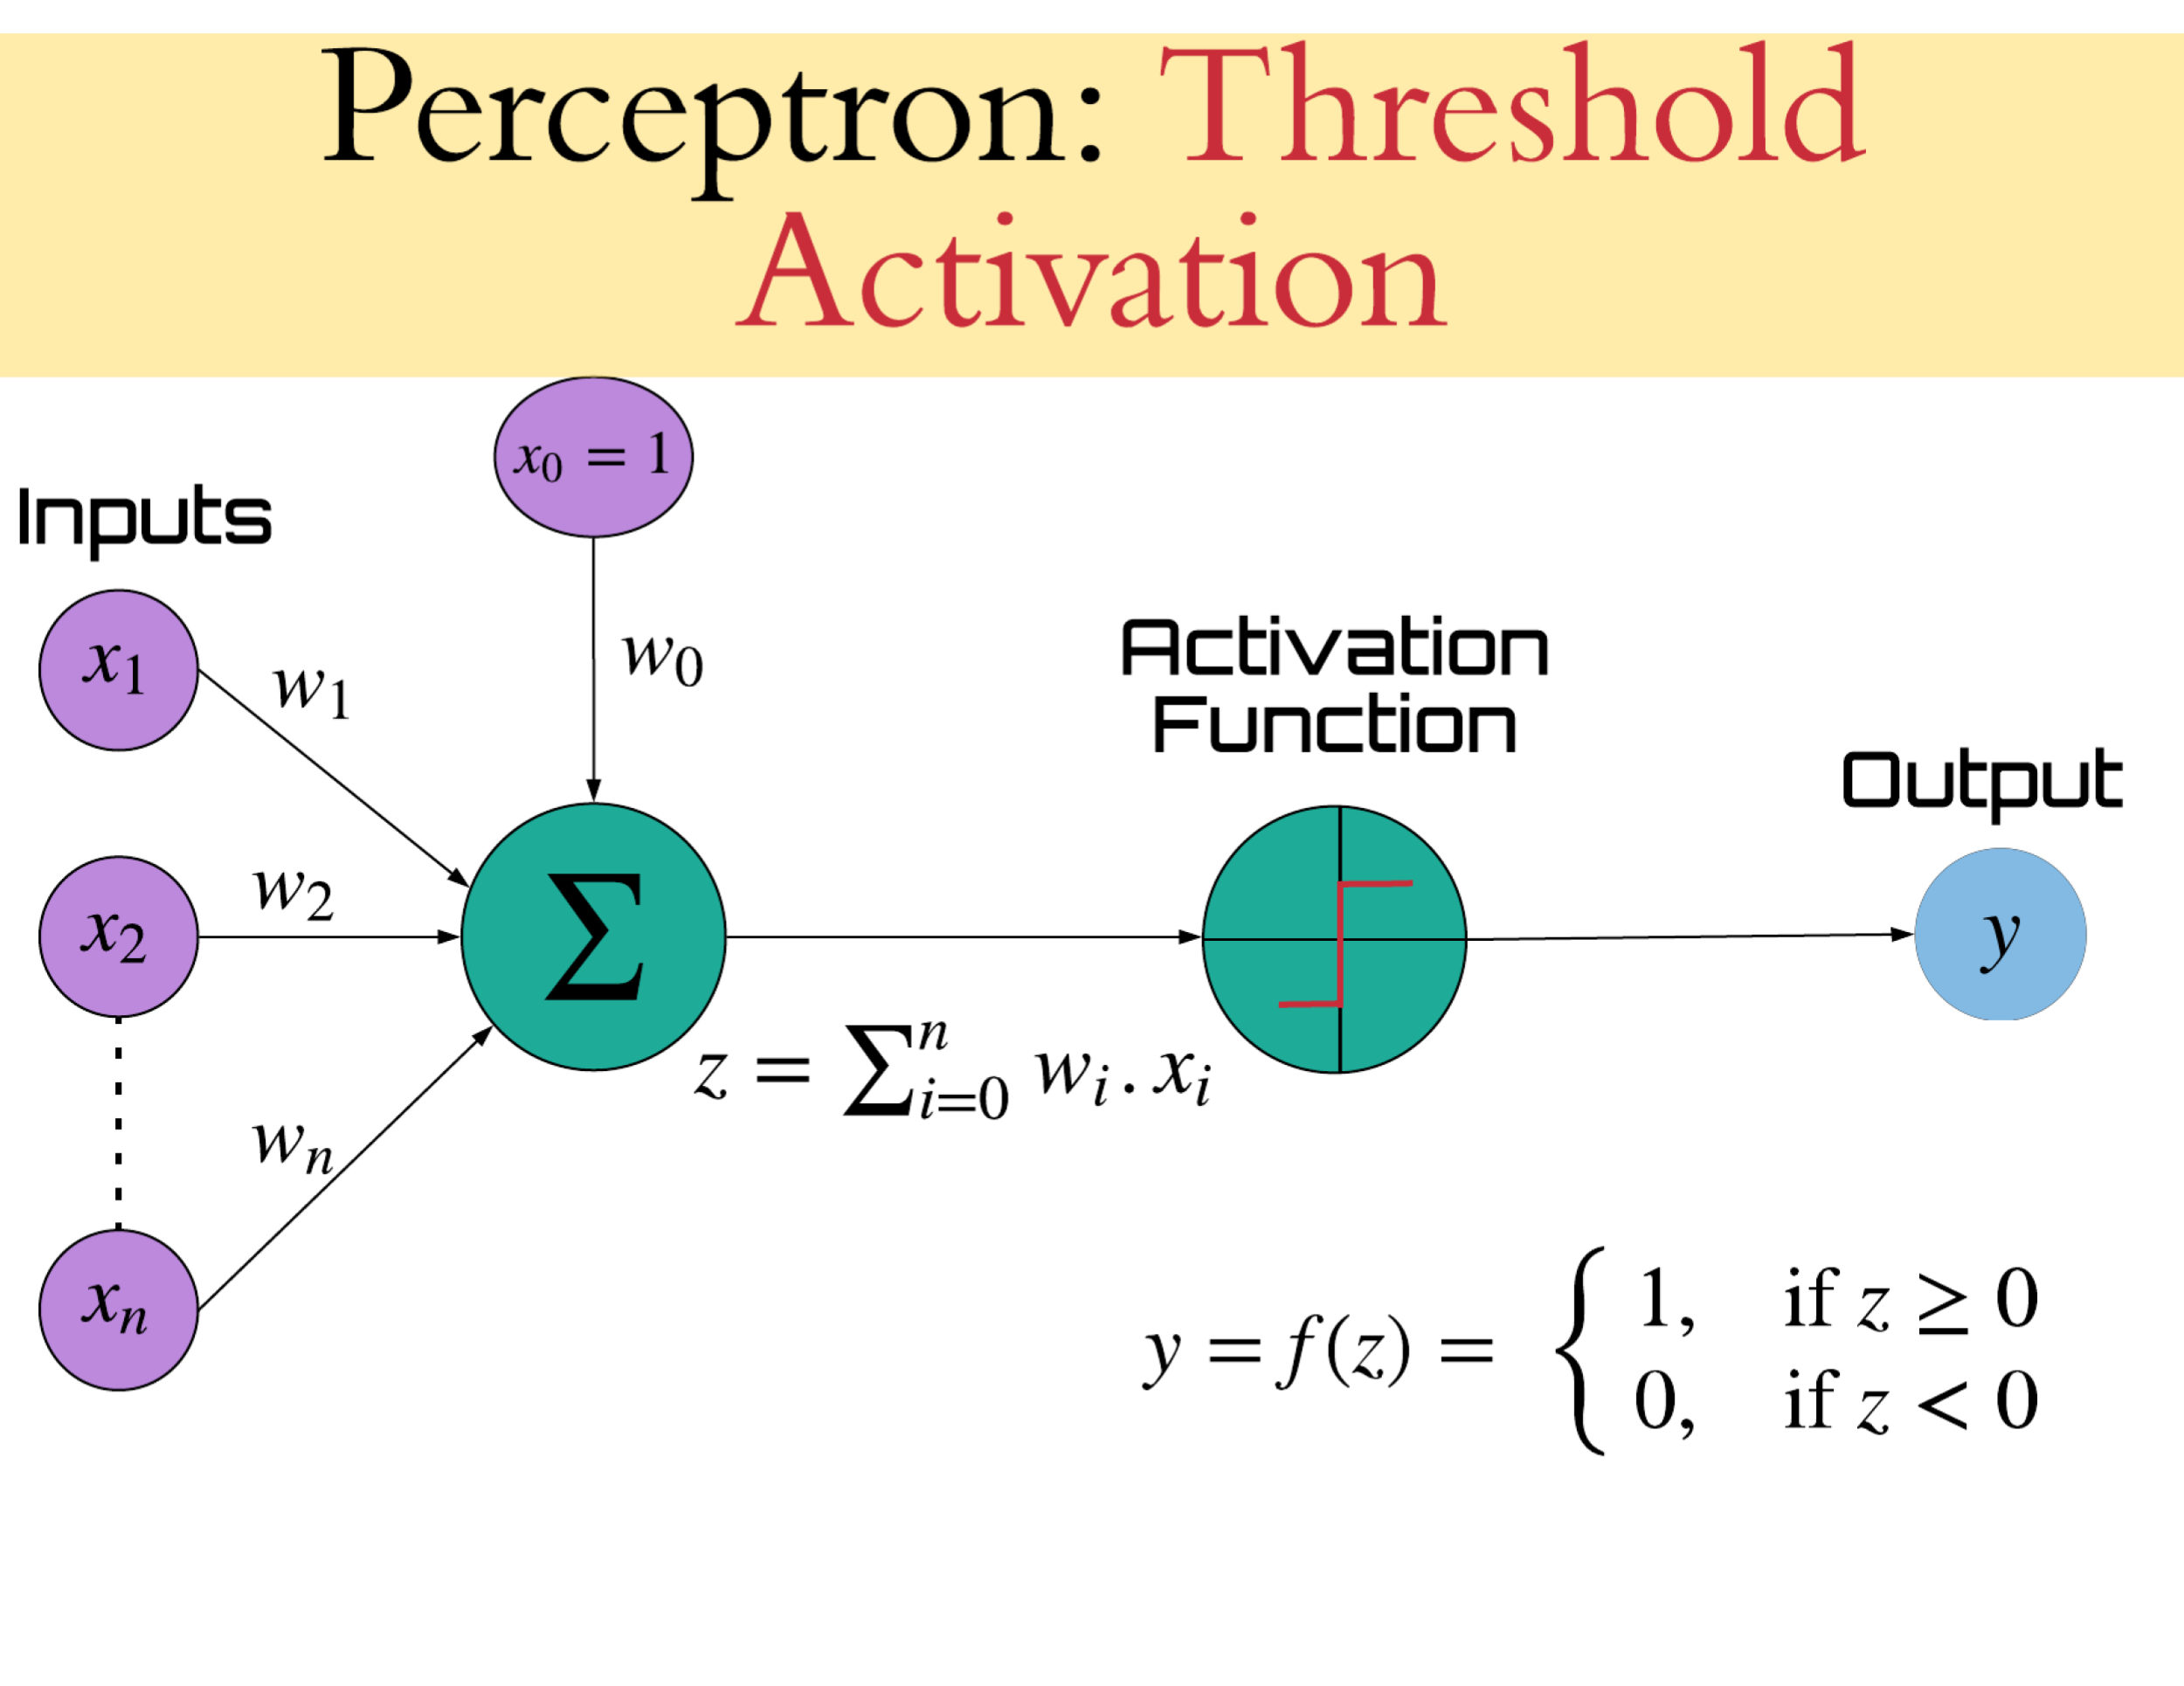 Perceptron: Threshold
Activation
x₀ = 1
Inputs
x₁
w₁
w₀
Activation
Function
Output
x₂
w₂
Σ
y
z = ∑ⁿᵢ₌₀ wᵢ . xᵢ
wₙ
xₙ
y = f(z) = { 1, if z ≥ 0
0, if z < 0